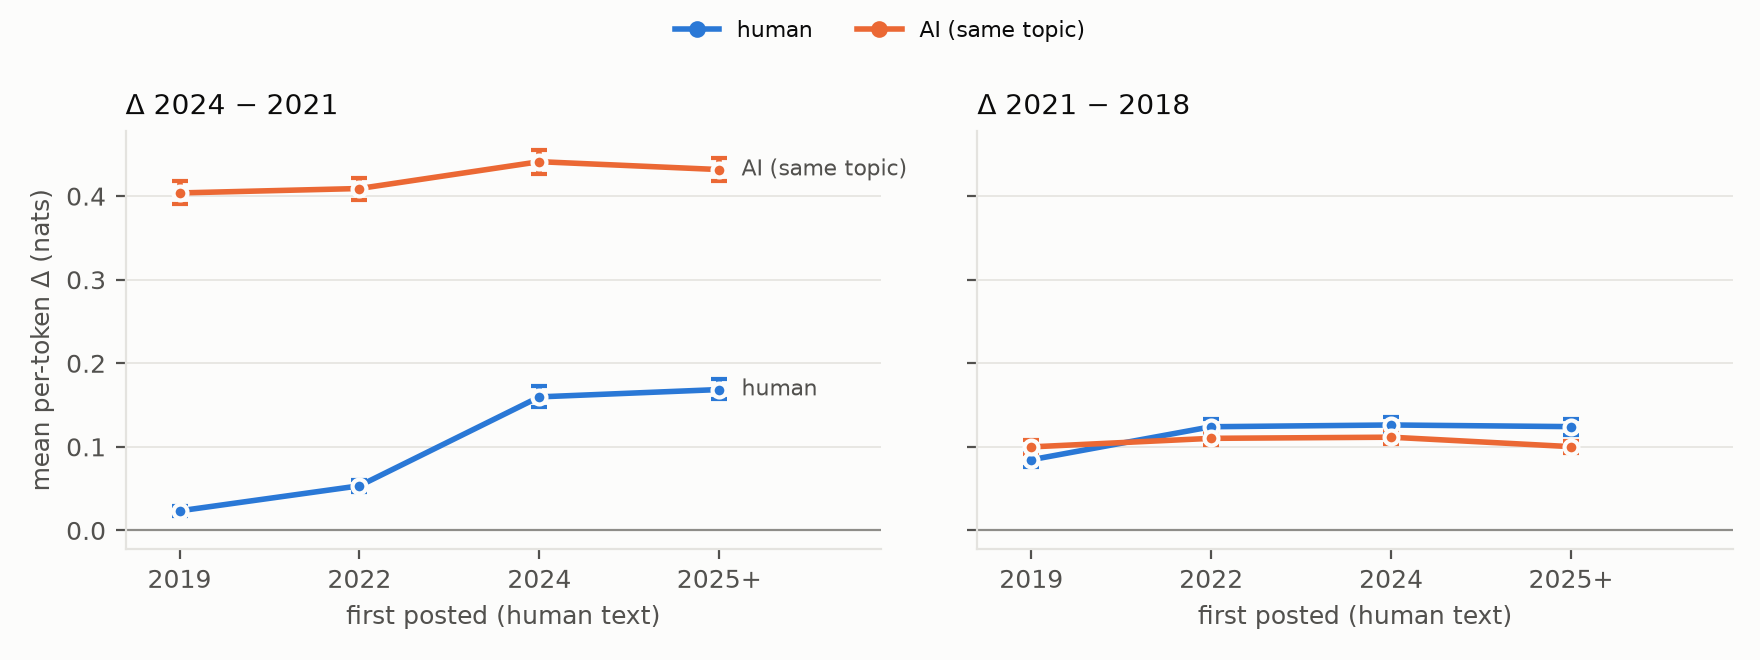 human AI (same topic)
Δ 2024 − 2021
mean per-token Δ (nats)
0.4
0.3
0.2
0.1
0.0
AI (same topic)
human
2019 2022 2024 2025+
first posted (human text)
Δ 2021 − 2018
2019 2022 2024 2025+
first posted (human text)